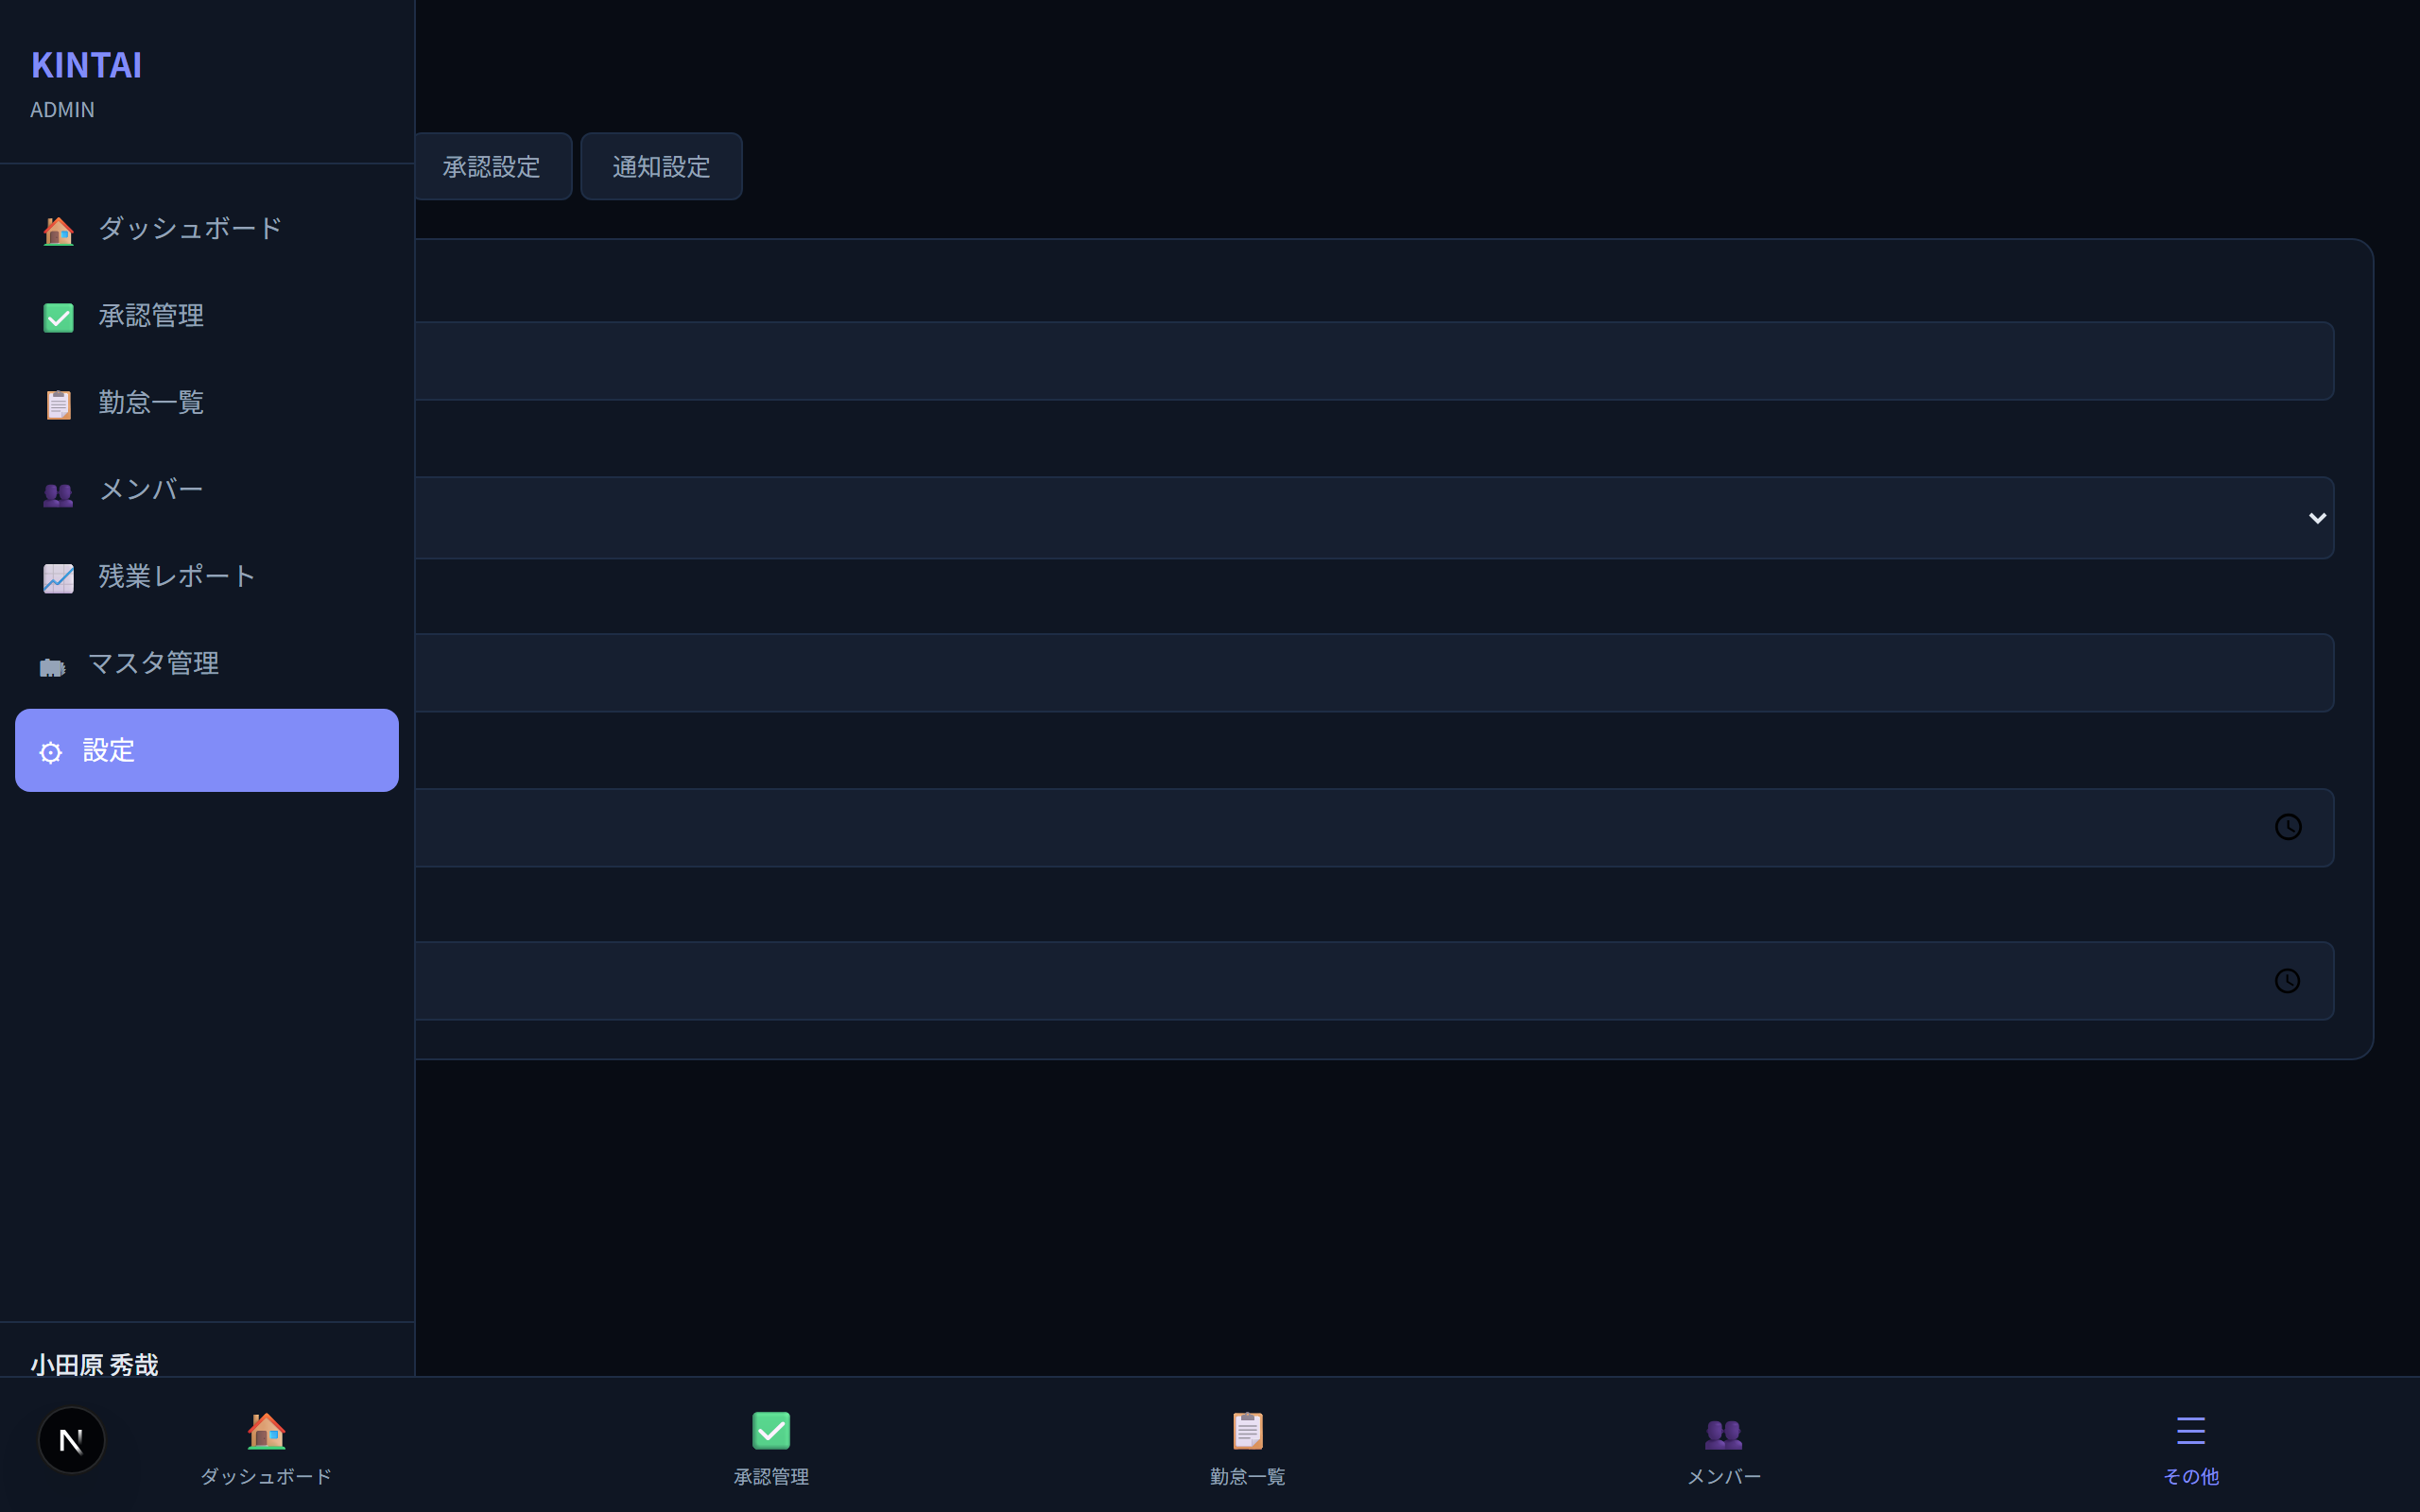 KINTAI
ADMIN
ダッシュボード
承認管理
勤怠一覧
メンバー
残業レポート
マスタ管理
設定
承認設定
通知設定
小田原 秀哉
N
ダッシュボード
承認管理
勤怠一覧
メンバー
その他